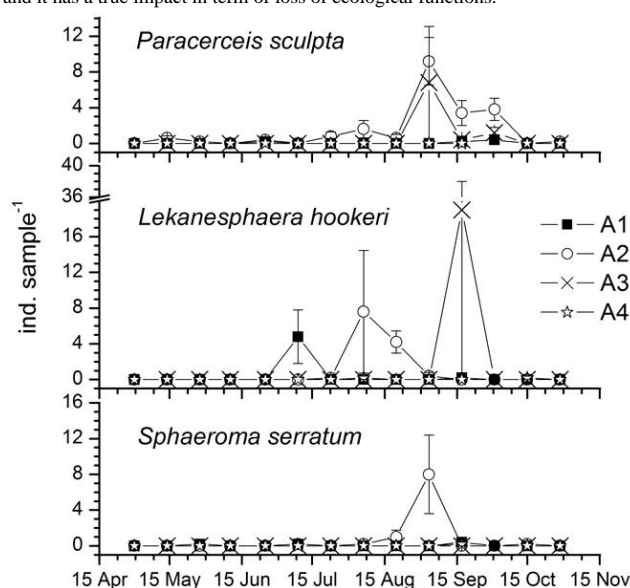 and it has a true impact in term of loss of ecological functions.
Paracerceis sculpta
12
8
4
0
40
36
Lekanesphaera hookeri
16
12
8
4
0
ind. sample-1
A1
A2
A3
A4
Sphaeroma serratum
16
12
8
4
0
15 Apr 15 May 15 Jun 15 Jul 15 Aug 15 Sep 15 Oct 15 Nov